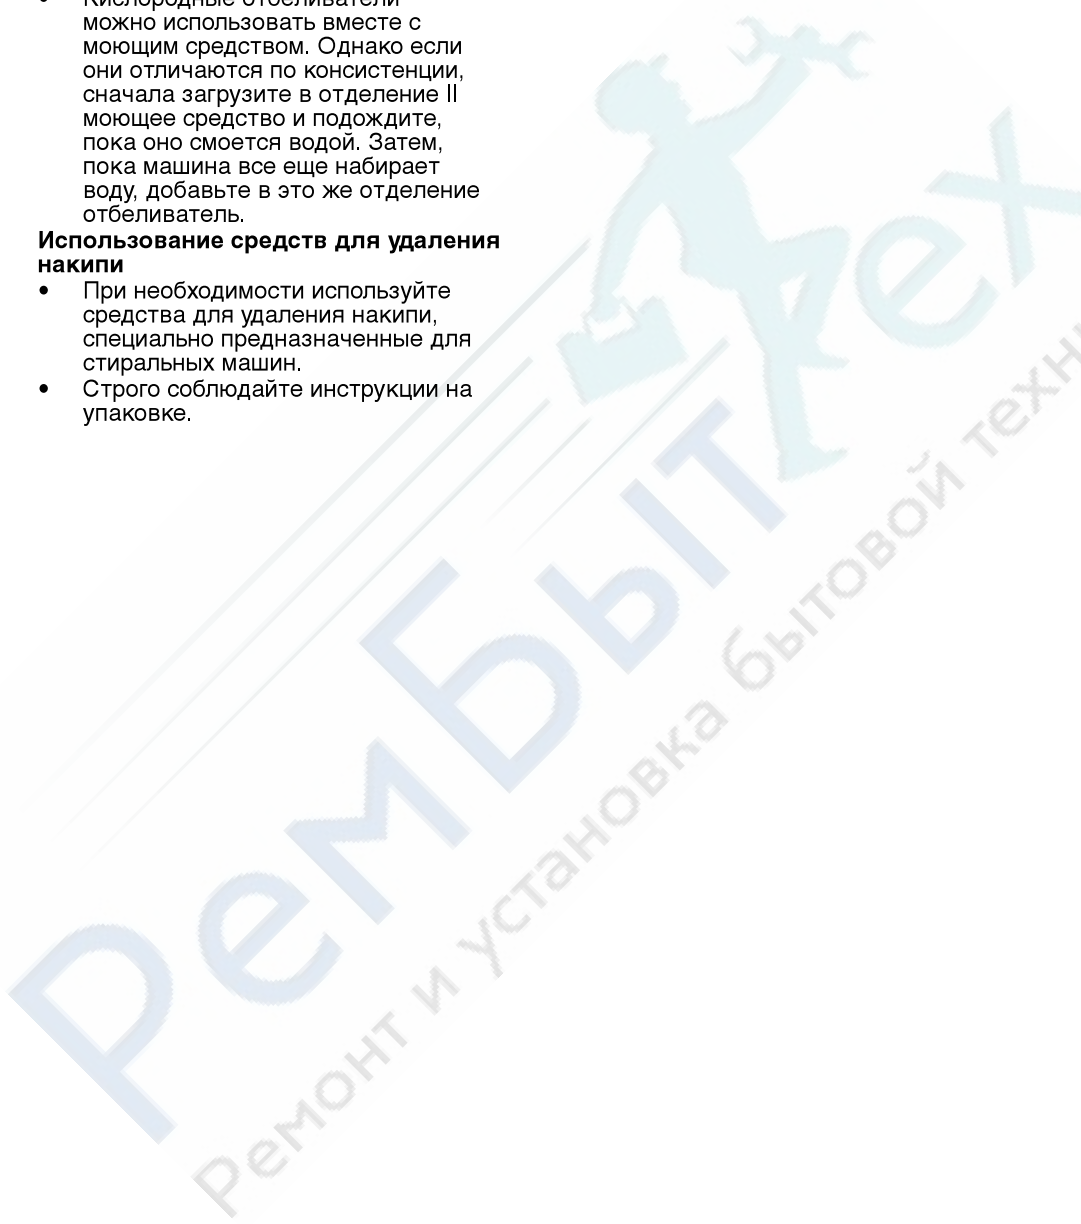 • Кислородные отбеливатели
можно использовать вместе с
моющим средством. Однако если
они отличаются по консистенции,
сначала загрузите в отделение II
моющее средство и подождите,
пока оно смоется водой. Затем,
пока машина все еще набирает
воду, добавьте в это же отделение
отбеливатель.
Использование средств для удаления
накипи
• При необходимости используйте
средства для удаления накипи,
специально предназначенные для
стиральных машин.
• Строго соблюдайте инструкции на
упаковке.
РемБытТех
Ремонт и установка бытовой техни